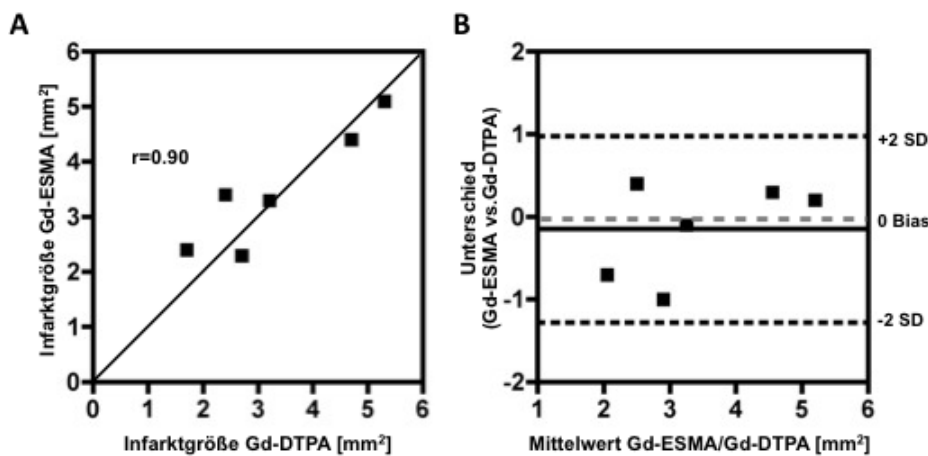 A
Infarktgröße Gd-ESMA [mm²]
6
5
4
3
2
1
0
r=0.90
0 1 2 3 4 5 6
Infarktgröße Gd-DTPA [mm²]
B
Unterschied
(Gd-ESMA vs.Gd-DTPA)
2
1
0
-1
-2
+2 SD
0 Bias
-2 SD
1 2 3 4 5 6
Mittelwert Gd-ESMA/Gd-DTPA [mm²]